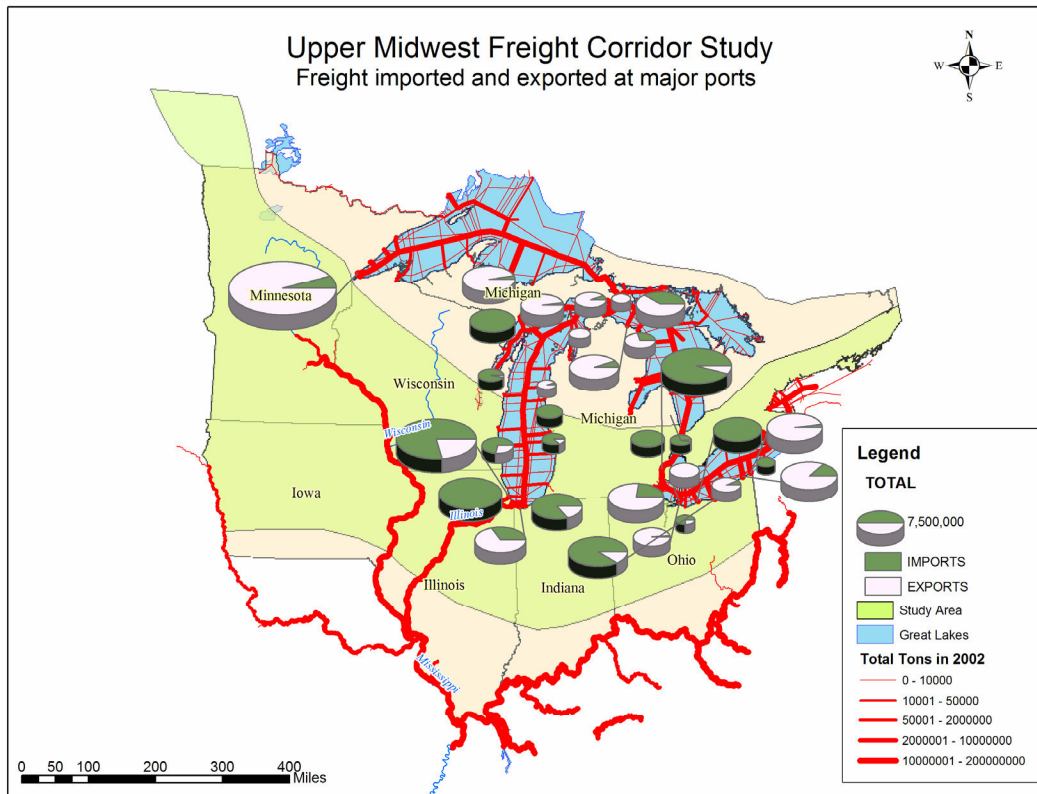 Upper Midwest Freight Corridor Study
Freight imported and exported at major ports
N
W E
S
Minnesota
Michigan
Wisconsin
Michigan
Wisconsin
Iowa
Illinois
Illinois
Indiana
Ohio
Mississippi
Legend
TOTAL
7,500,000
IMPORTS
EXPORTS
Study Area
Great Lakes
Total Tons in 2002
0 - 10000
10001 - 50000
50001 - 2000000
2000001 - 10000000
10000001 - 200000000
0 50 100 200 300 400
Miles